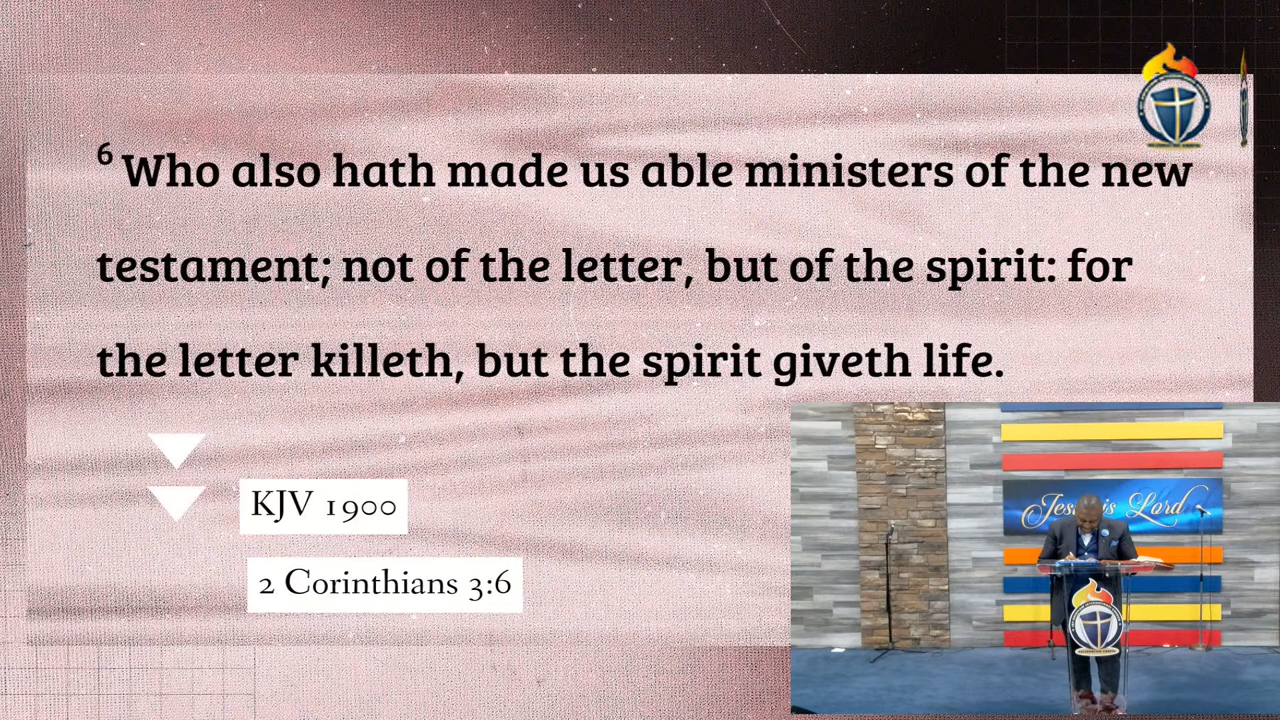 6 Who also hath made us able ministers of the new
testament; not of the letter, but of the spirit: for
the letter killeth, but the spirit giveth life.
KJV 1900
2 Corinthians 3:6
Jesus is Lord